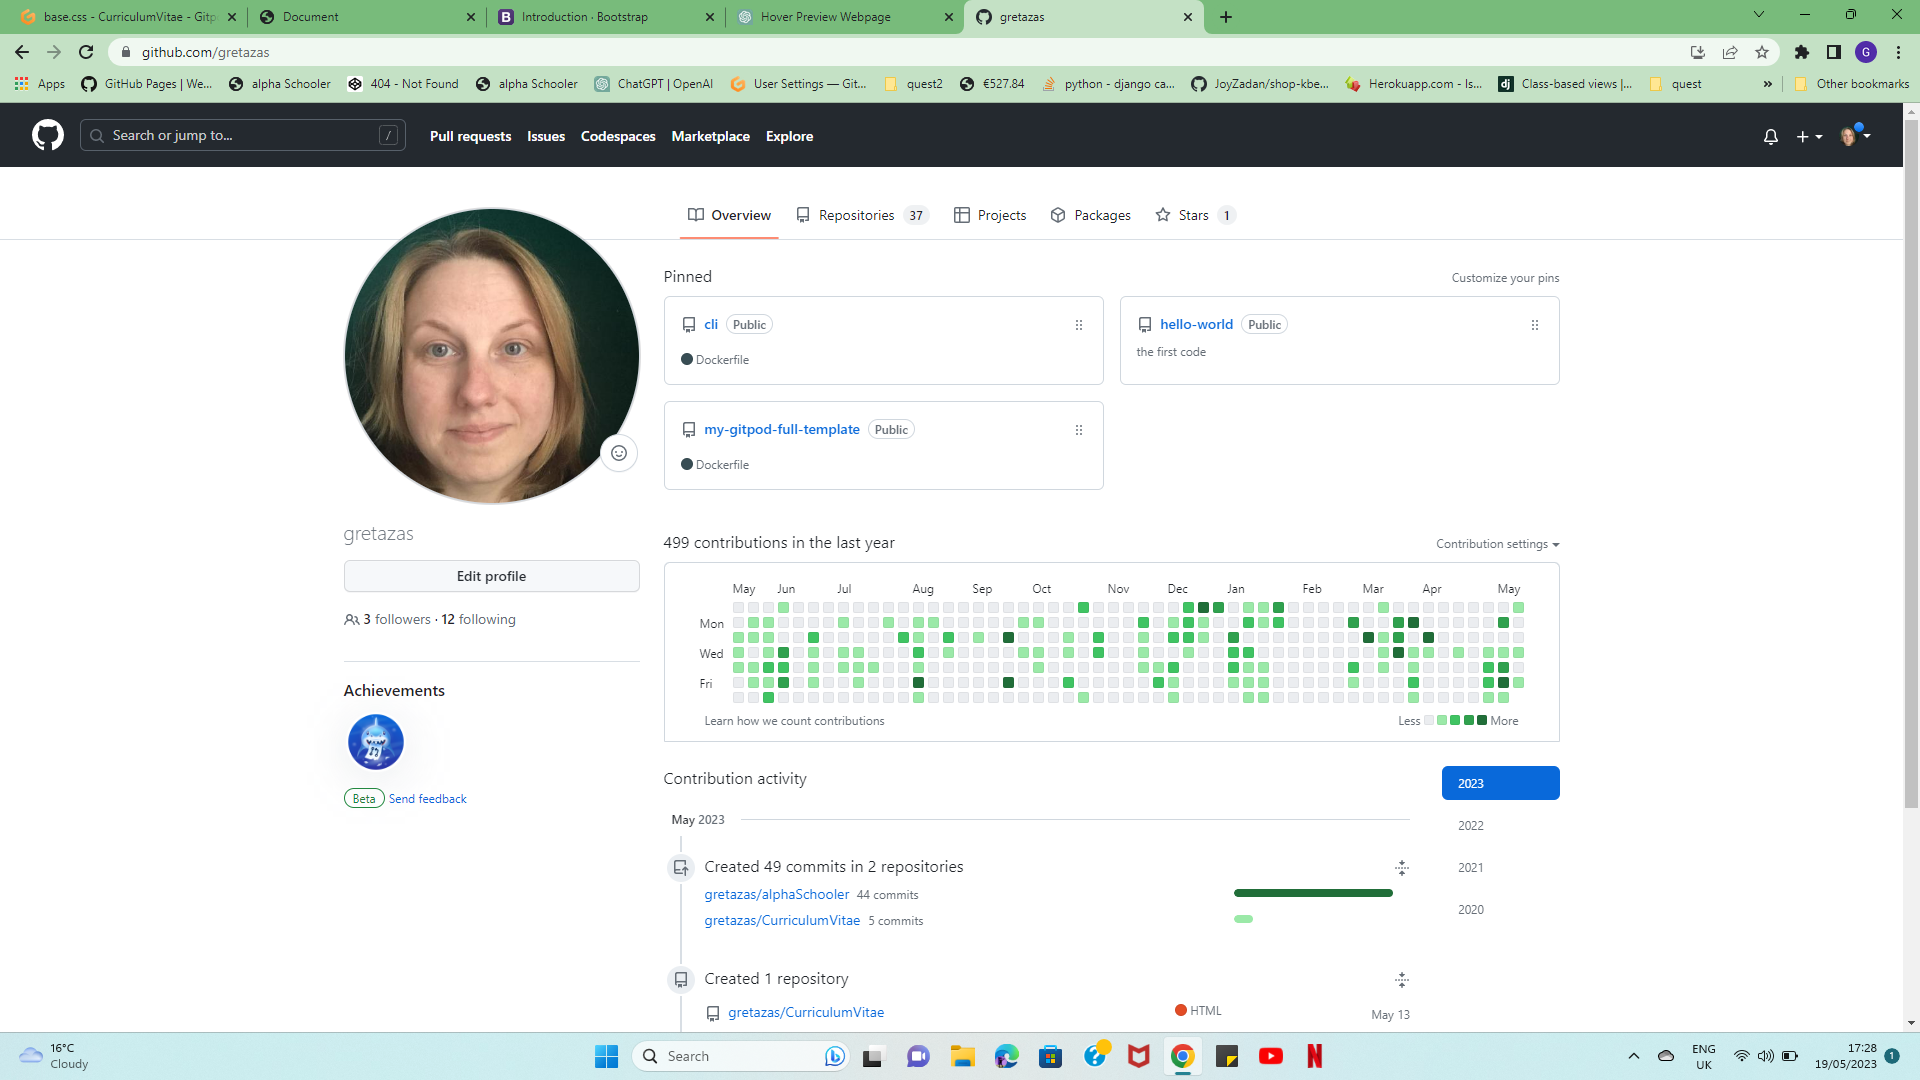 base.css - CurriculumVitae - Gitp
Document
Introduction · Bootstrap
Hover Preview Webpage
gretazas
github.com/gretazas
G
Apps
GitHub Pages | We...
alpha Schooler
404 - Not Found
alpha Schooler
ChatGPT | OpenAI
User Settings — Git...
quest2
€527.84
python - django ca...
JoyZadan/shop-kbe...
Herokuapp.com - Is...
dj
Class-based views |...
quest
»
Other bookmarks
Search or jump to...
/
Pull requests
Issues
Codespaces
Marketplace
Explore
Overview
Repositories 37
Projects
Packages
Stars 1
Pinned
Customize your pins
cli Public
Dockerfile
hello-world Public
the first code
my-gitpod-full-template Public
Dockerfile
gretazas
Edit profile
3 followers · 12 following
Achievements
Beta Send feedback
499 contributions in the last year
Contribution settings
May Jun Jul Aug Sep Oct Nov Dec Jan Feb Mar Apr May
Mon
Wed
Fri
Learn how we count contributions
Less More
Contribution activity
2023
2022
2021
2020
May 2023
Created 49 commits in 2 repositories
gretazas/alphaSchooler 44 commits
gretazas/CurriculumVitae 5 commits
Created 1 repository
gretazas/CurriculumVitae
HTML
May 13
16°C
Cloudy
Search
ENG
UK
17:28
19/05/2023
1